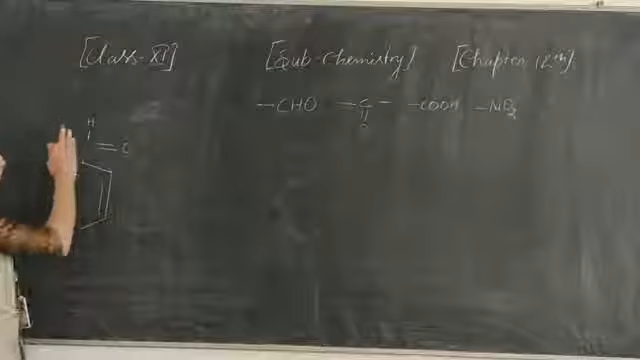 [Class-XI] [Sub-Chemistry] [Chapter 12th]
-CHO -C- -COOH -NO2
O
H